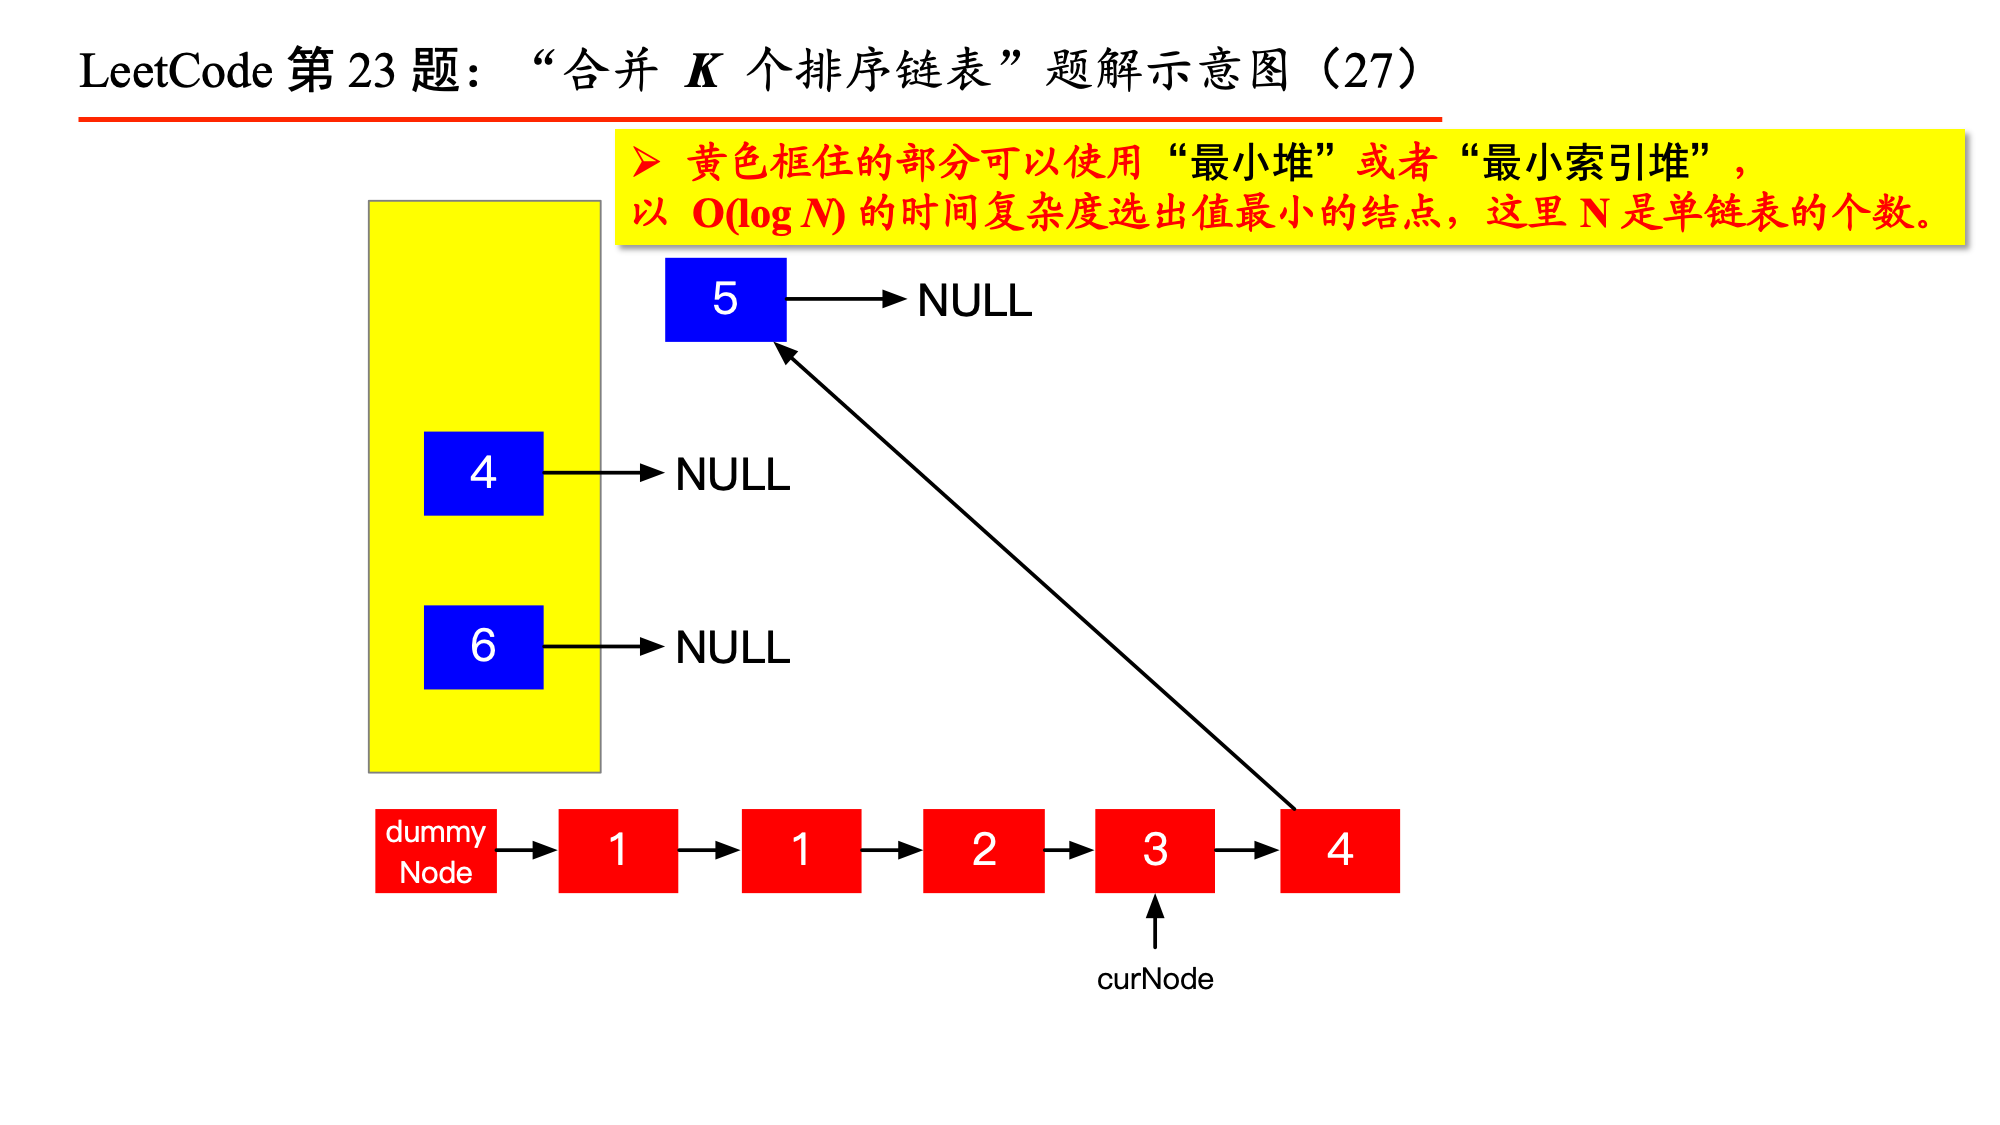 LeetCode 第 23 题：“合并 K 个排序链表”题解示意图（27）
➢ 黄色框住的部分可以使用“最小堆”或者“最小索引堆”，
以 O(log N) 的时间复杂度选出值最小的结点，这里 N 是单链表的个数。
5 NULL
4 NULL
6 NULL
dummy
Node
1 1 2 3 4
curNode